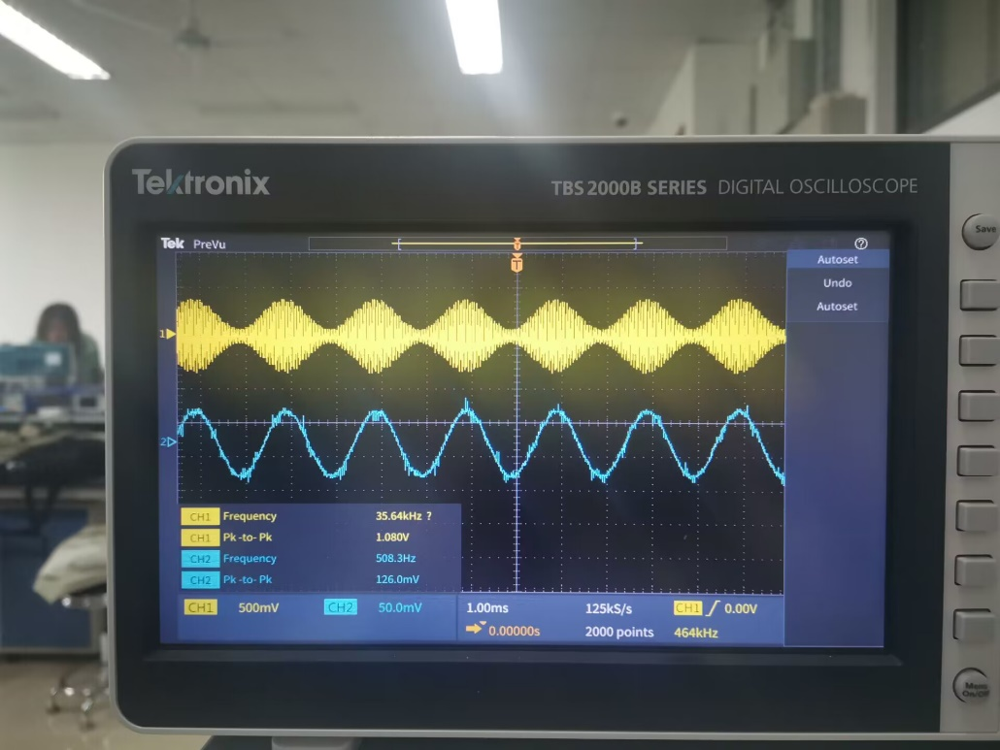 Tektronix
TBS 2000B SERIES DIGITAL OSCILLOSCOPE
Save
Tek PreVu
T
T
?
Autoset
Undo
Autoset
1
2
CH1 Frequency 35.64kHz ?
CH1 Pk-to-Pk 1.080V
CH2 Frequency 508.3Hz
CH2 Pk-to-Pk 126.0mV
CH1 500mV CH2 50.0mV
1.00ms 125kS/s CH1 0.00V
0.00000s 2000 points 464kHz
Menu
On/Off